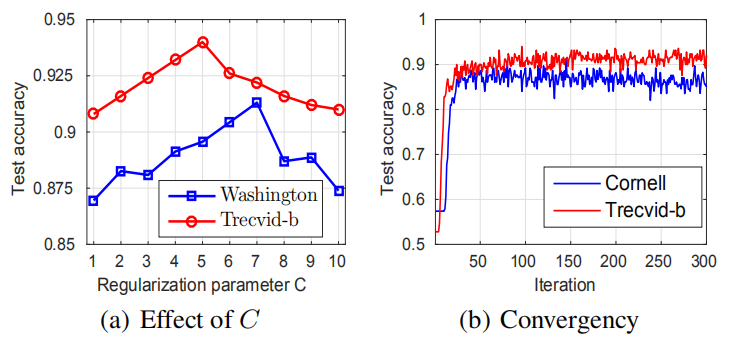 0.95
0.925
0.9
0.875
0.85
Test accuracy
Washington
Trecvid-b
1 2 3 4 5 6 7 8 9 10
Regularization parameter C
(a) Effect of C
1
0.9
0.8
0.7
0.6
0.5
Test accuracy
Cornell
Trecvid-b
50 100 150 200 250 300
Iteration
(b) Convergency